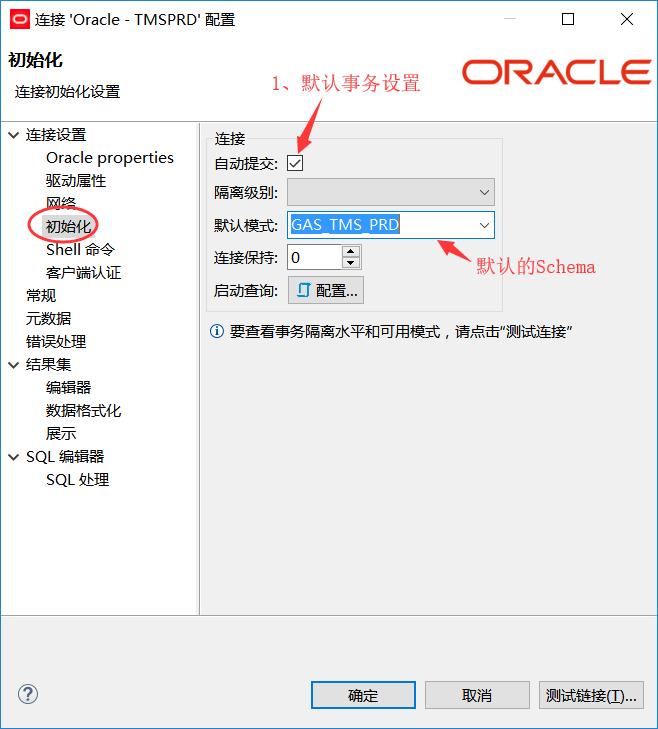 连接 'Oracle - TMSPRD' 配置
初始化
连接初始化设置
ORACLE
1、默认事务设置
连接设置
Oracle properties
驱动属性
网络
初始化
Shell 命令
客户端认证
常规
元数据
错误处理
结果集
编辑器
数据格式化
展示
SQL 编辑器
SQL 处理
连接
自动提交:
隔离级别:
默认模式: GAS_TMS_PRD
默认的Schema
连接保持: 0
启动查询: 配置...
要查看事务隔离水平和可用模式，请点击“测试连接”
确定 取消 测试链接(T)...